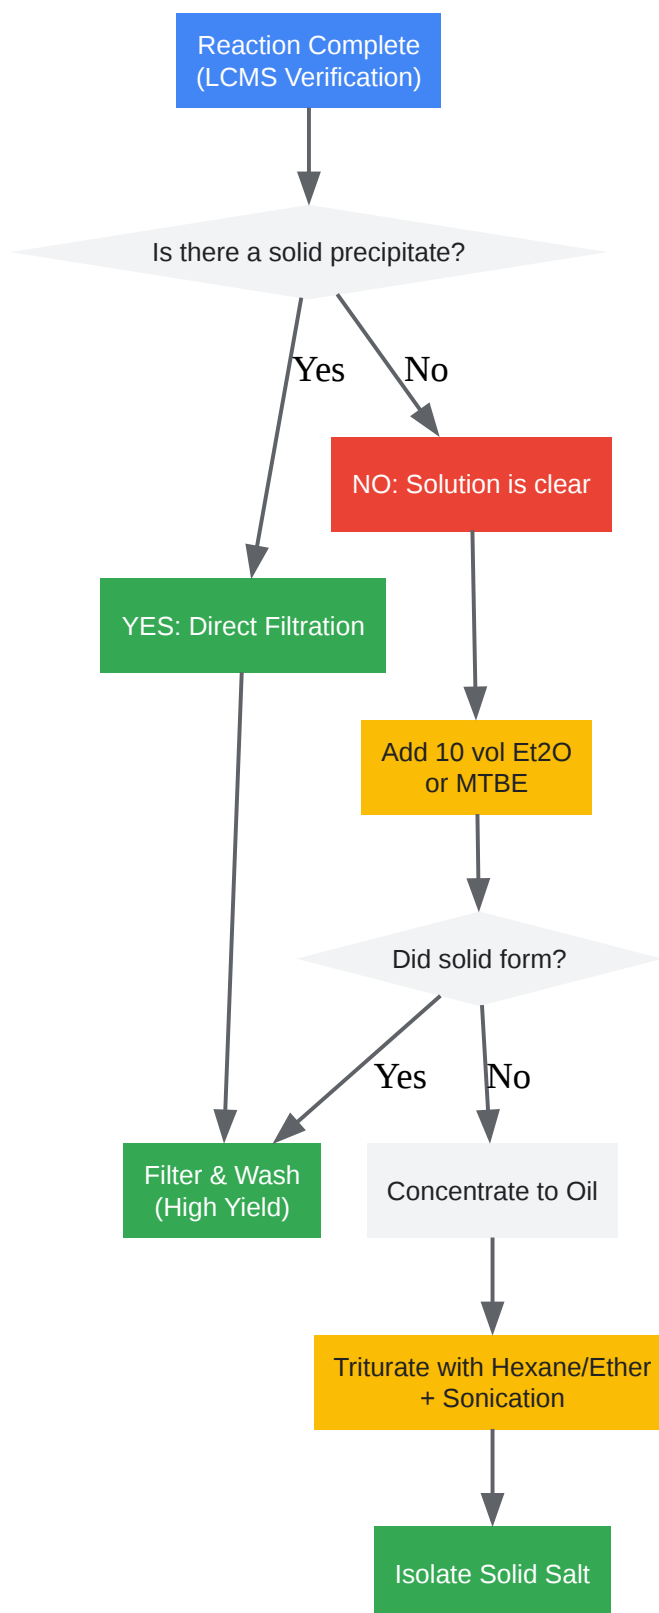 Reaction Complete
(LCMS Verification)
Is there a solid precipitate?
Yes
No
NO: Solution is clear
YES: Direct Filtration
Add 10 vol Et2O
or MTBE
Did solid form?
Yes
No
Filter & Wash
(High Yield)
Concentrate to Oil
Triturate with Hexane/Ether
+ Sonication
Isolate Solid Salt